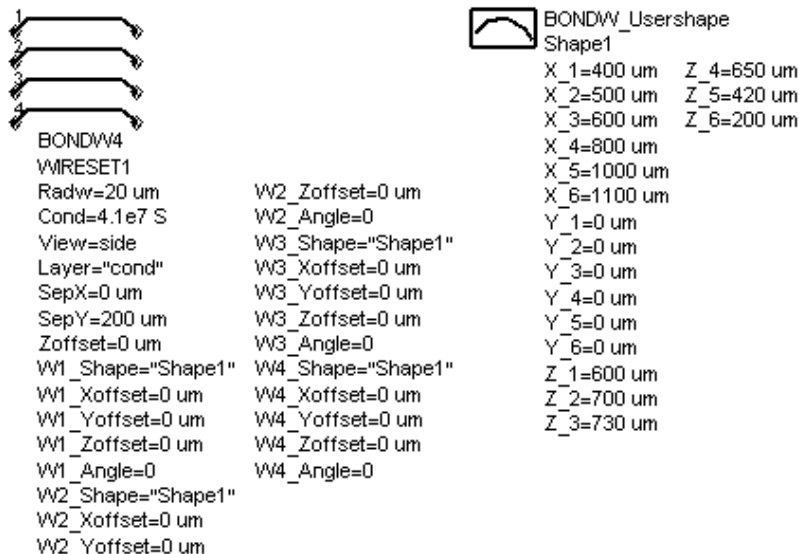 1
2
3
4
BONDW4
WIRESET1
Radw=20 um
Cond=4.1e7 S
View=side
Layer="cond"
SepX=0 um
SepY=200 um
Zoffset=0 um
W1_Shape="Shape1"
W1_Xoffset=0 um
W1_Yoffset=0 um
W1_Zoffset=0 um
W1_Angle=0
W2_Shape="Shape1"
W2_Xoffset=0 um
W2_Yoffset=0 um
W2_Zoffset=0 um
W2_Angle=0
W3_Shape="Shape1"
W3_Xoffset=0 um
W3_Yoffset=0 um
W3_Zoffset=0 um
W3_Angle=0
W4_Shape="Shape1"
W4_Xoffset=0 um
W4_Yoffset=0 um
W4_Zoffset=0 um
W4_Angle=0
BONDW_Usershape
Shape1
X_1=400 um
X_2=500 um
X_3=600 um
X_4=800 um
X_5=1000 um
X_6=1100 um
Y_1=0 um
Y_2=0 um
Y_3=0 um
Y_4=0 um
Y_5=0 um
Y_6=0 um
Z_1=600 um
Z_2=700 um
Z_3=730 um
Z_4=650 um
Z_5=420 um
Z_6=200 um